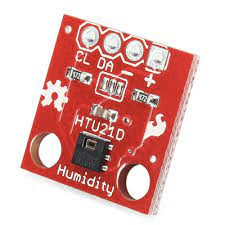 CL DA - +
HTU21D
Humidity